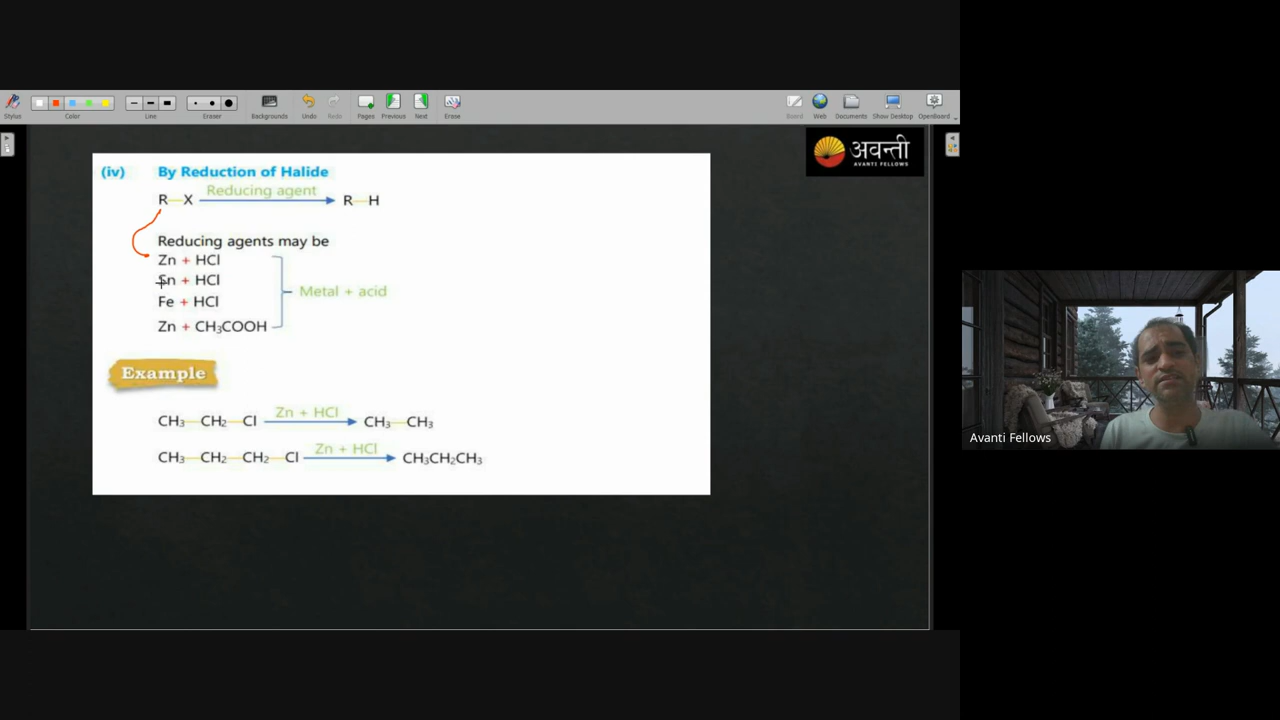 Stylus
Color
Line
Eraser
Backgrounds
Undo
Redo
Pages
Previous
Next
Erase
Board
Web
Documents
Show Desktop
OpenBoard
अवन्ती
AVANTI FELLOWS
(iv) By Reduction of Halide
R—X Reducing agent R—H
Reducing agents may be
Zn + HCl
Sn + HCl
Fe + HCl
Zn + CH₃COOH
Metal + acid
Example
CH₃—CH₂—Cl Zn + HCl CH₃—CH₃
CH₃—CH₂—CH₂—Cl Zn + HCl CH₃CH₂CH₃
Avanti Fellows